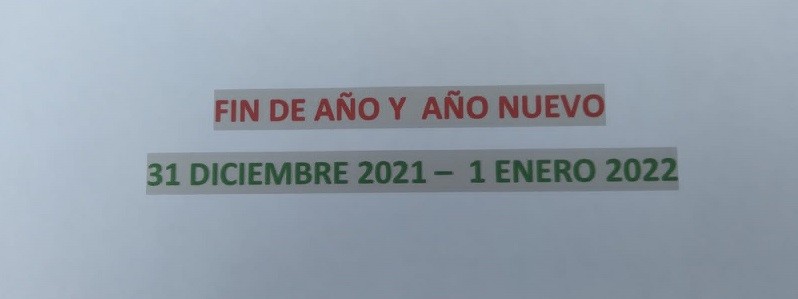 FIN DE AÑO Y AÑO NUEVO
31 DICIEMBRE 2021 – 1 ENERO 2022